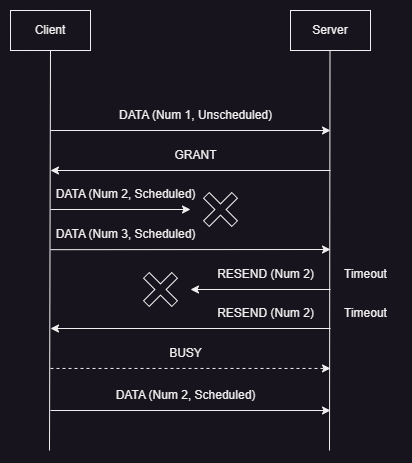 Client
Server
DATA (Num 1, Unscheduled)
GRANT
DATA (Num 2, Scheduled)
DATA (Num 3, Scheduled)
RESEND (Num 2)
Timeout
RESEND (Num 2)
Timeout
BUSY
DATA (Num 2, Scheduled)